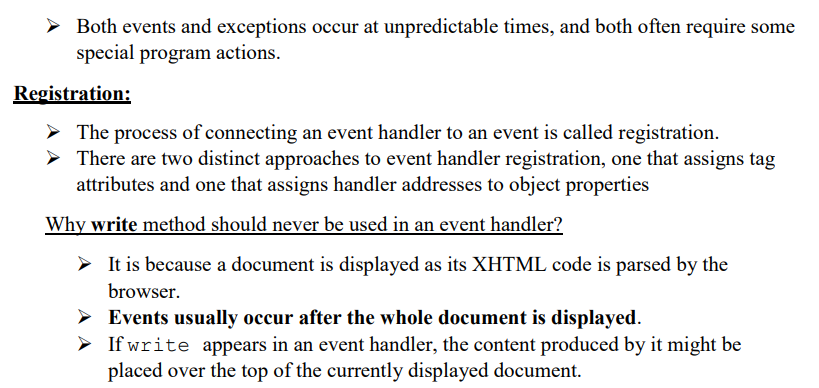 ➢ Both events and exceptions occur at unpredictable times, and both often require some
special program actions.
Registration:
➢ The process of connecting an event handler to an event is called registration.
➢ There are two distinct approaches to event handler registration, one that assigns tag
attributes and one that assigns handler addresses to object properties
Why write method should never be used in an event handler?
➢ It is because a document is displayed as its XHTML code is parsed by the
browser.
➢ Events usually occur after the whole document is displayed.
➢ If write appears in an event handler, the content produced by it might be
placed over the top of the currently displayed document.